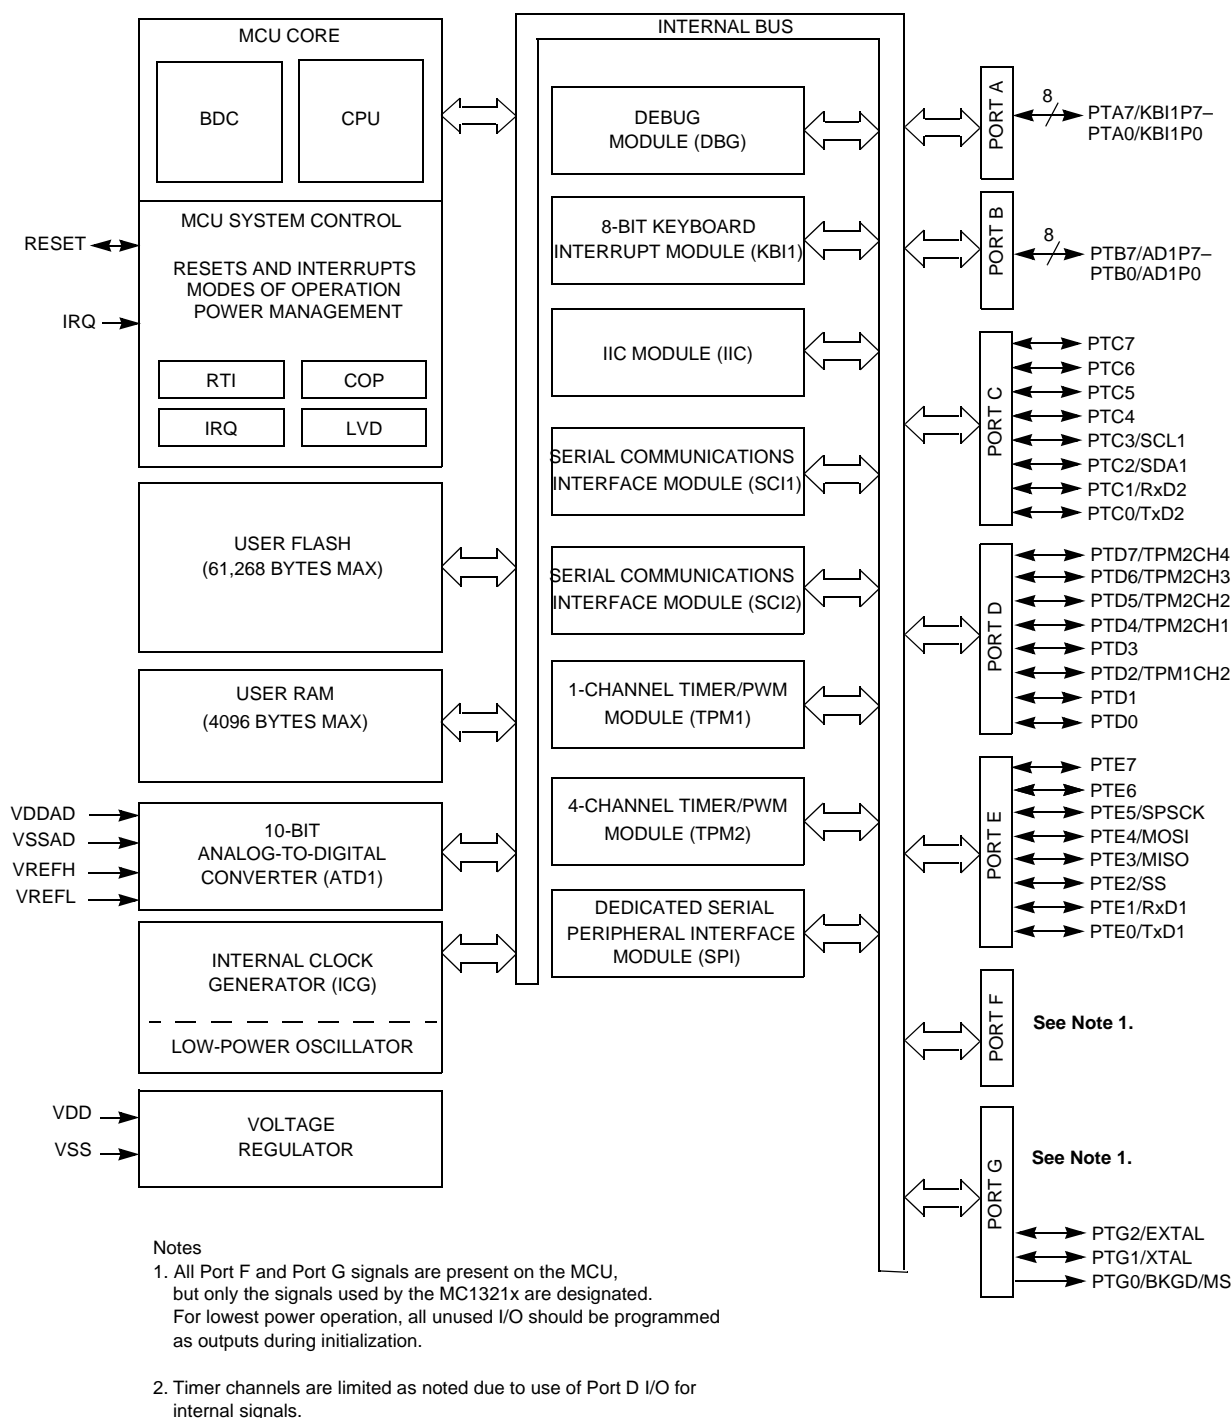 MCU CORE
BDC
CPU
MCU SYSTEM CONTROL
RESETS AND INTERRUPTS
MODES OF OPERATION
POWER MANAGEMENT
RTI
COP
IRQ
LVD
RESET
IRQ
USER FLASH
(61,268 BYTES MAX)
USER RAM
(4096 BYTES MAX)
VDDAD
VSSAD
VREFH
VREFL
10-BIT
ANALOG-TO-DIGITAL
CONVERTER (ATD1)
INTERNAL CLOCK
GENERATOR (ICG)
LOW-POWER OSCILLATOR
VDD
VSS
VOLTAGE
REGULATOR
INTERNAL BUS
DEBUG
MODULE (DBG)
8-BIT KEYBOARD
INTERRUPT MODULE (KBI1)
IIC MODULE (IIC)
SERIAL COMMUNICATIONS
INTERFACE MODULE (SCI1)
SERIAL COMMUNICATIONS
INTERFACE MODULE (SCI2)
1-CHANNEL TIMER/PWM
MODULE (TPM1)
4-CHANNEL TIMER/PWM
MODULE (TPM2)
DEDICATED SERIAL
PERIPHERAL INTERFACE
MODULE (SPI)
PORT A
8
PTA7/KBI1P7–
PTA0/KBI1P0
PORT B
8
PTB7/AD1P7–
PTB0/AD1P0
PORT C
PTC7
PTC6
PTC5
PTC4
PTC3/SCL1
PTC2/SDA1
PTC1/RxD2
PTC0/TxD2
PORT D
PTD7/TPM2CH4
PTD6/TPM2CH3
PTD5/TPM2CH2
PTD4/TPM2CH1
PTD3
PTD2/TPM1CH2
PTD1
PTD0
PORT E
PTE7
PTE6
PTE5/SPSCK
PTE4/MOSI
PTE3/MISO
PTE2/SS
PTE1/RxD1
PTE0/TxD1
PORT F
See Note 1.
PORT G
See Note 1.
PTG2/EXTAL
PTG1/XTAL
PTG0/BKGD/MS
Notes
1. All Port F and Port G signals are present on the MCU,
but only the signals used by the MC1321x are designated.
For lowest power operation, all unused I/O should be programmed
as outputs during initialization.
2. Timer channels are limited as noted due to use of Port D I/O for
internal signals.